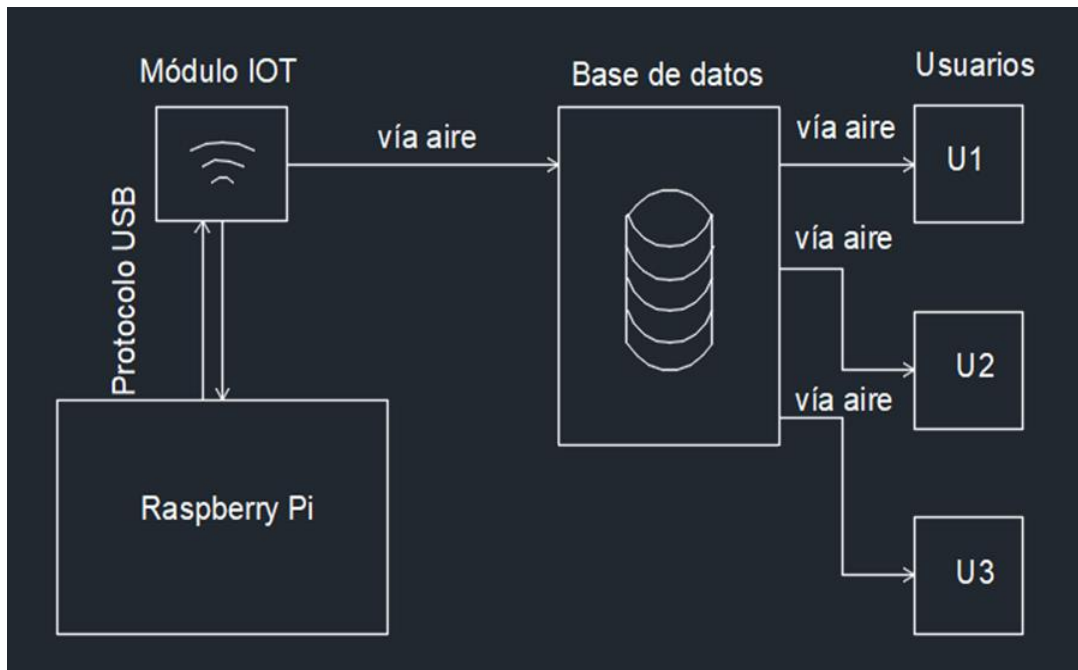 Módulo IOT
Base de datos
Usuarios
vía aire
vía aire
U1
Protocolo USB
vía aire
U2
vía aire
Raspberry Pi
U3